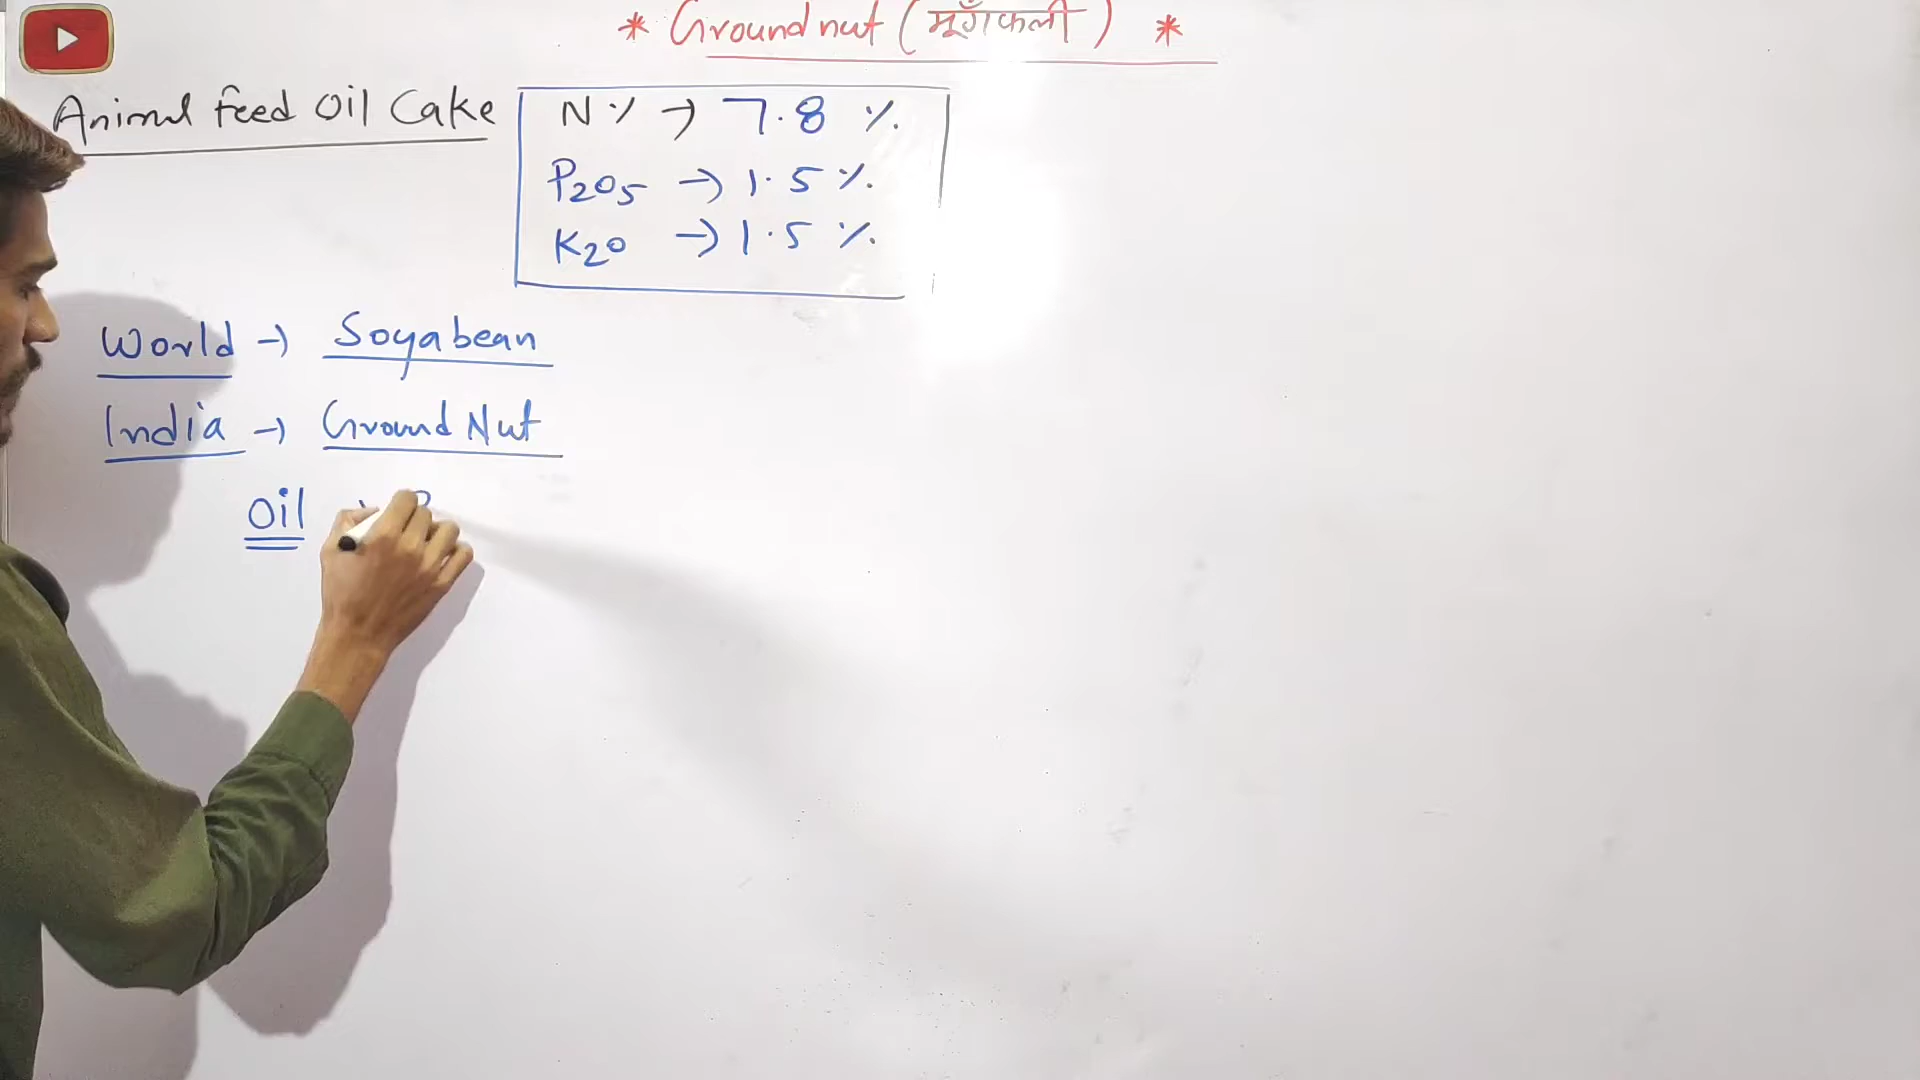 * Groundnut (मूँगफली) *
Animal feed Oil Cake
N % → 7.8 %
P2O5 → 1.5 %
K2O → 1.5 %
World → Soyabean
India → Ground Nut
Oil